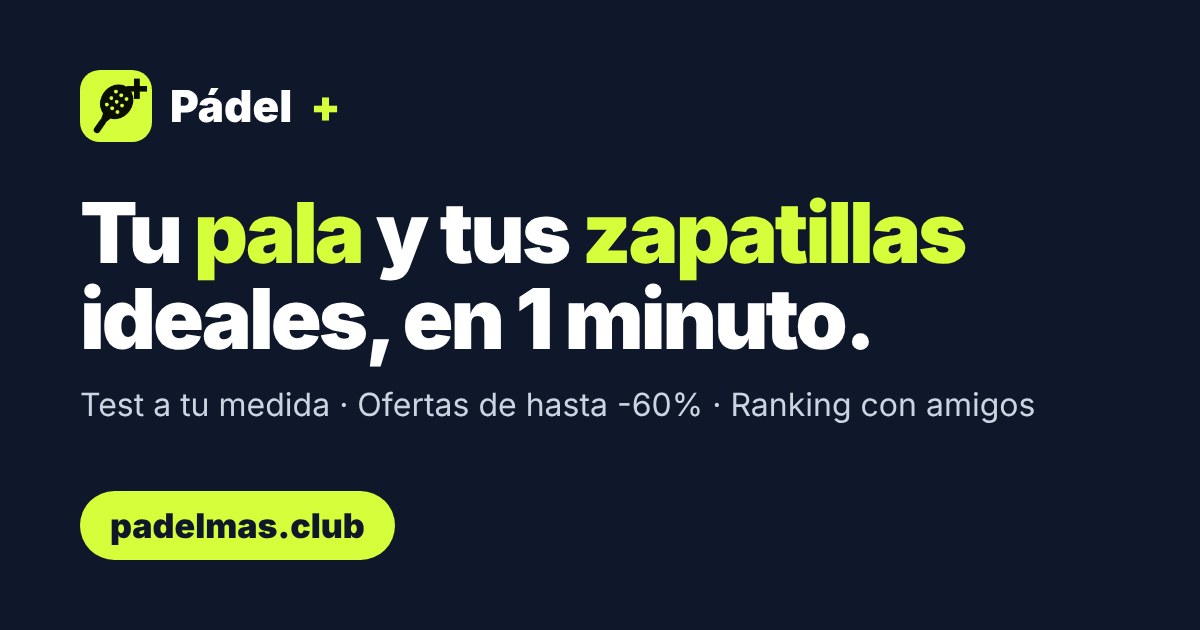 Pádel +
Tu pala y tus zapatillas
ideales, en 1 minuto.
Test a tu medida · Ofertas de hasta -60% · Ranking con amigos
padelmas.club